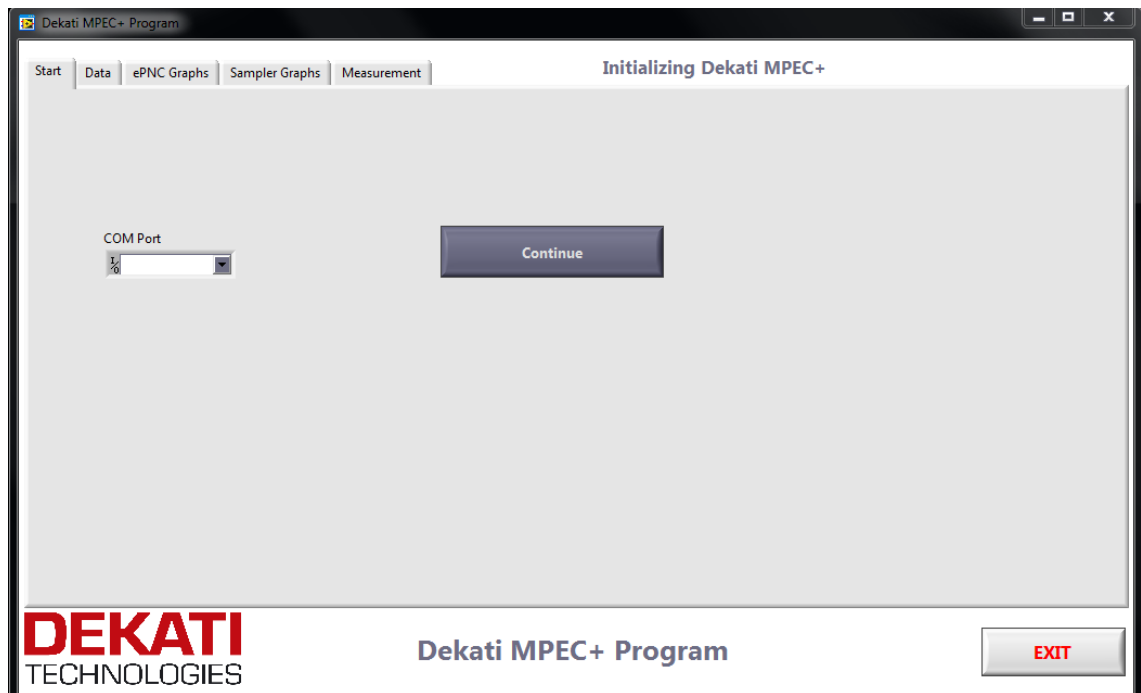 Dekati MPEC+ Program
Start Data ePNC Graphs Sampler Graphs Measurement
Initializing Dekati MPEC+
COM Port
I/O
Continue
DEKATI
TECHNOLOGIES
Dekati MPEC+ Program
EXIT